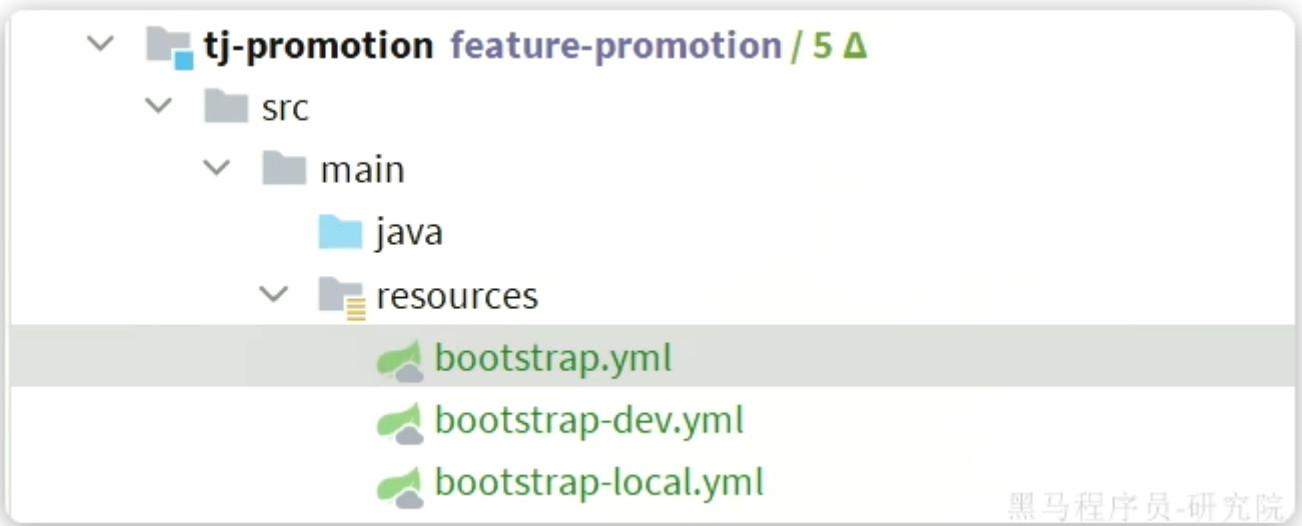 tj-promotion feature-promotion / 5 Δ
src
main
java
resources
bootstrap.yml
bootstrap-dev.yml
bootstrap-local.yml
黑马程序员-研究院